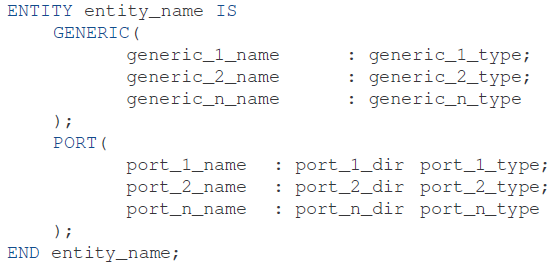 ENTITY entity_name IS
GENERIC(
generic_1_name : generic_1_type;
generic_2_name : generic_2_type;
generic_n_name : generic_n_type
);
PORT(
port_1_name : port_1_dir port_1_type;
port_2_name : port_2_dir port_2_type;
port_n_name : port_n_dir port_n_type
);
END entity_name;